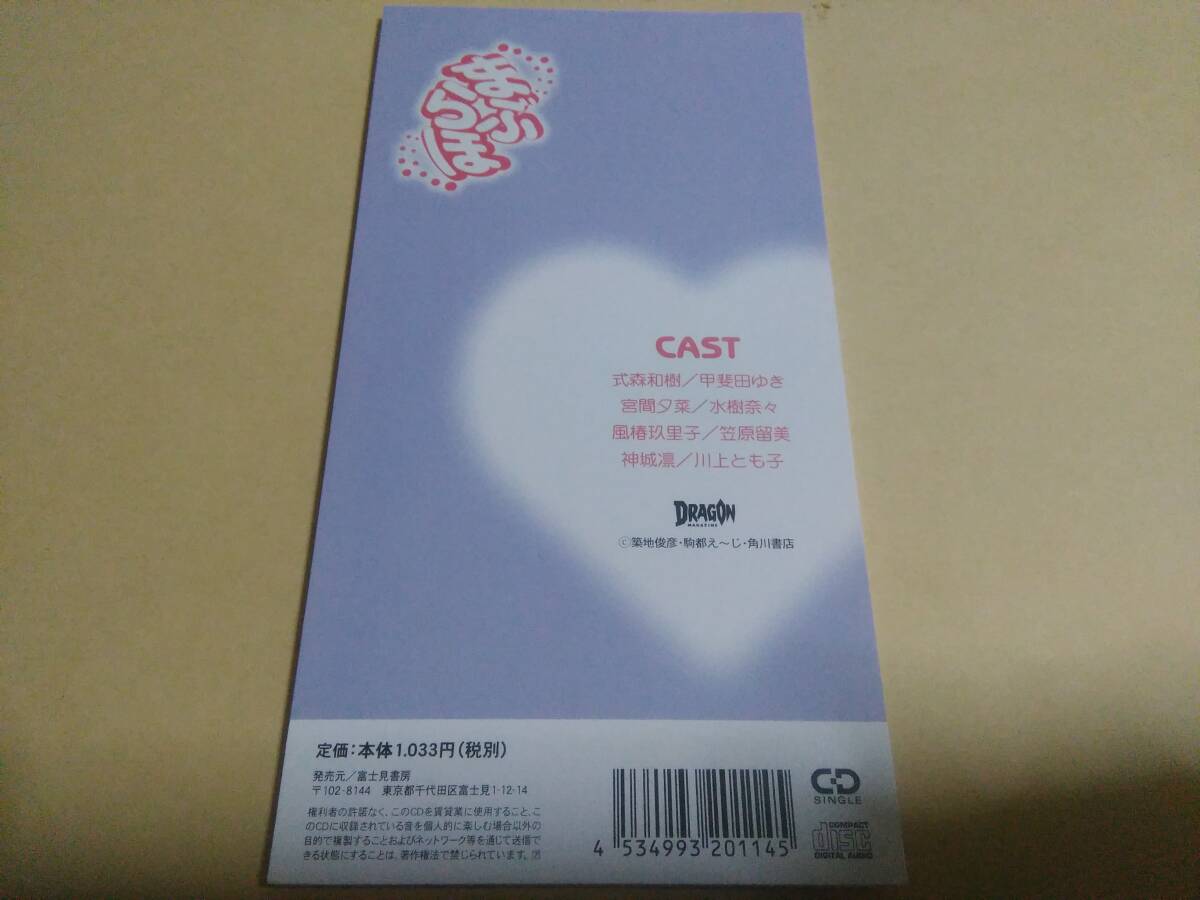 まぶらほ
CAST
式森和樹／甲斐田ゆき
宮間夕菜／水樹奈々
風椿玖里子／笠原留美
神城凛／川上とも子
DRAGON
MAGAZINE
©築地俊彦・駒都え〜じ・角川書店
定価：本体1.033円（税別）
発売元／富士見書房
〒102-8144　東京都千代田区富士見1-12-14
権利者の許諾なく、このCDを賃貸業に使用すること、こ
のCDに収録されている音を個人的に楽しむ場合以外の
目的で複製することおよびネットワーク等を通じて送信で
きる状態にすることは、著作権法で禁じられています。
4 534993 201145
CD
SINGLE
COMPACT
disc
DIGITAL AUDIO